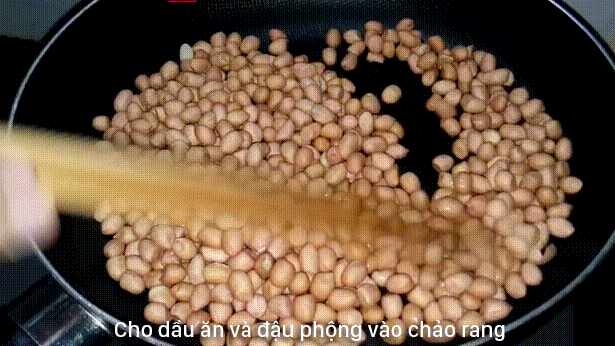 Cho dầu ăn và đậu phộng vào chảo rang